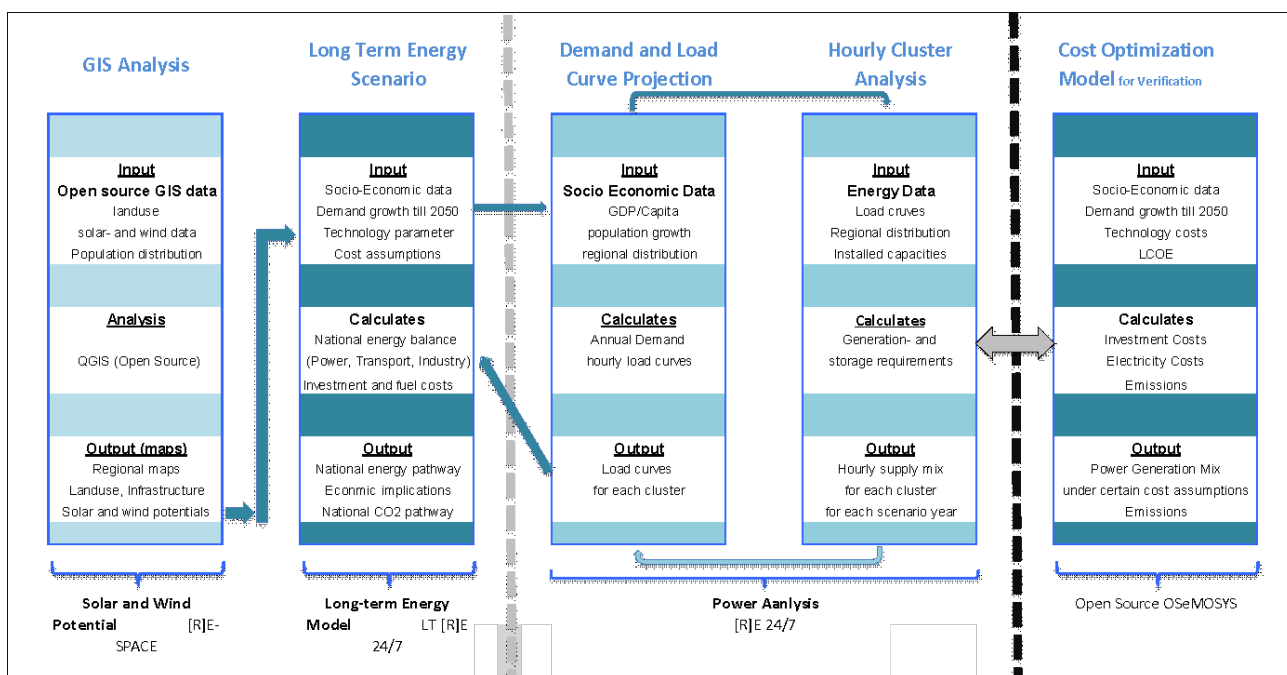 GIS Analysis
Input
Open source GIS data
landuse
solar- and wind data
Population distribution
Analysis
QGIS (Open Source)
Output (maps)
Regional maps
Landuse, Infrastructure
Solar and wind potentials
Solar and Wind
Potential [R]E-
SPACE
Long Term Energy
Scenario
Input
Socio-Economic data
Demand growth till 2050
Technology parameter
Cost assumptions
Calculates
National energy balance
(Power, Transport, Industry)
Investment and fuel costs
Output
National energy pathway
Econmic implications
National CO2 pathway
Long-term Energy
Model LT [R]E
24/7
Demand and Load
Curve Projection
Input
Socio Economic Data
GDP/Capita
population growth
regional distribution
Calculates
Annual Demand
hourly load curves
Output
Load curves
for each cluster
Hourly Cluster
Analysis
Input
Energy Data
Load cruves
Regional distribution
Installed capacities
Calculates
Generation- and
storage requirements
Output
Hourly supply mix
for each cluster
for each scenario year
Power Aanlysis
[R]E 24/7
Cost Optimization
Model for Verification
Input
Socio-Economic data
Demand growth till 2050
Technology costs
LCOE
Calculates
Investment Costs
Electricity Costs
Emissions
Output
Power Generation Mix
under certain cost assumptions
Emissions
Open Source OSeMOSYS